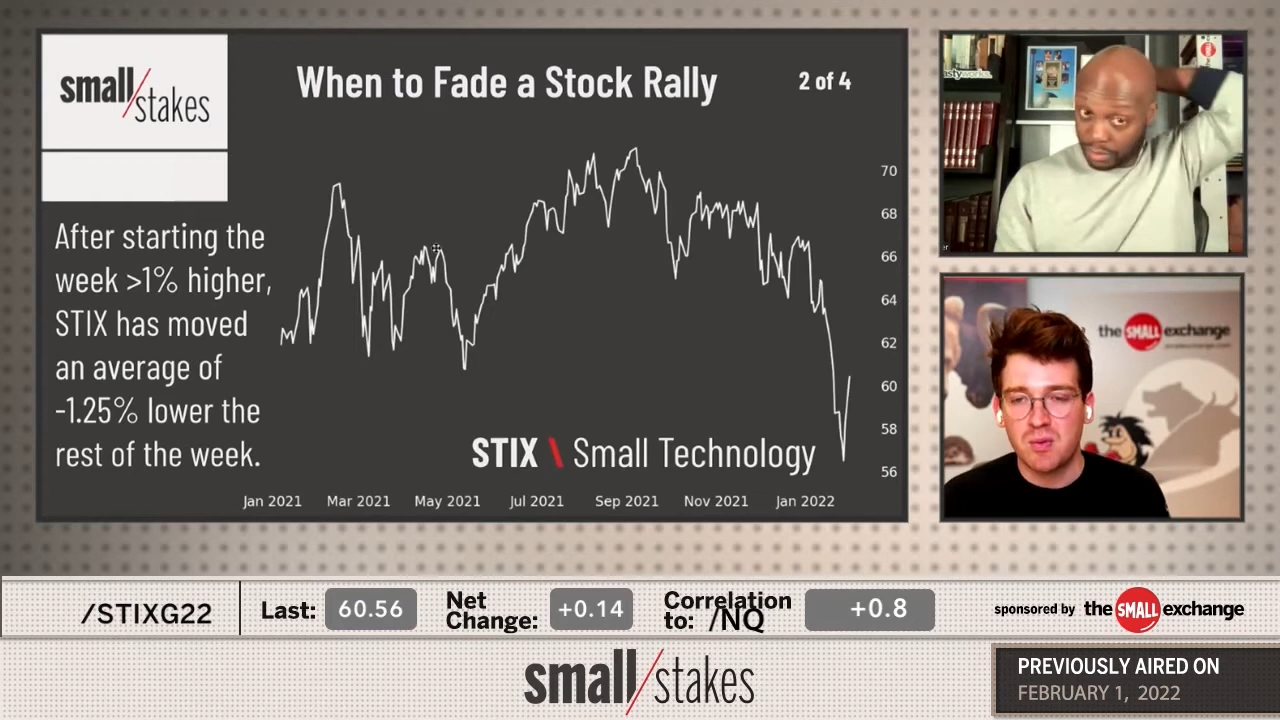 small/stakes
When to Fade a Stock Rally
2 of 4
After starting the
week >1% higher,
STIX has moved
an average of
-1.25% lower the
rest of the week.
70
68
66
64
62
60
58
56
STIX \ Small Technology
Jan 2021
Mar 2021
May 2021
Jul 2021
Sep 2021
Nov 2021
Jan 2022
the SMALL exchange
/STIXG22
Last:
60.56
Net
Change:
+0.14
Correlation
to: /NQ
+0.8
sponsored by the SMALL exchange
small/stakes
PREVIOUSLY AIRED ON
FEBRUARY 1, 2022